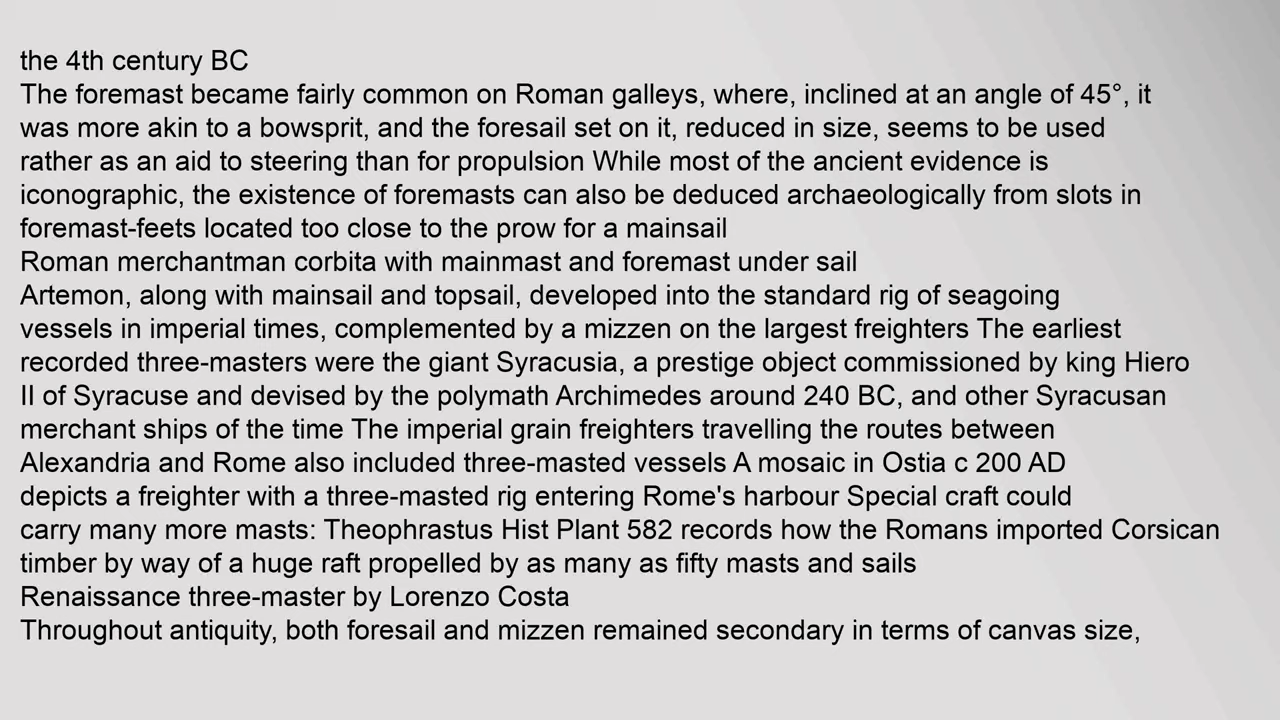 the 4th century BC
The foremast became fairly common on Roman galleys, where, inclined at an angle of 45°, it
was more akin to a bowsprit, and the foresail set on it, reduced in size, seems to be used
rather as an aid to steering than for propulsion While most of the ancient evidence is
iconographic, the existence of foremasts can also be deduced archaeologically from slots in
foremast-feets located too close to the prow for a mainsail
Roman merchantman corbita with mainmast and foremast under sail
Artemon, along with mainsail and topsail, developed into the standard rig of seagoing
vessels in imperial times, complemented by a mizzen on the largest freighters The earliest
recorded three-masters were the giant Syracusia, a prestige object commissioned by king Hiero
II of Syracuse and devised by the polymath Archimedes around 240 BC, and other Syracusan
merchant ships of the time The imperial grain freighters travelling the routes between
Alexandria and Rome also included three-masted vessels A mosaic in Ostia c 200 AD
depicts a freighter with a three-masted rig entering Rome's harbour Special craft could
carry many more masts: Theophrastus Hist Plant 582 records how the Romans imported Corsican
timber by way of a huge raft propelled by as many as fifty masts and sails
Renaissance three-master by Lorenzo Costa
Throughout antiquity, both foresail and mizzen remained secondary in terms of canvas size,